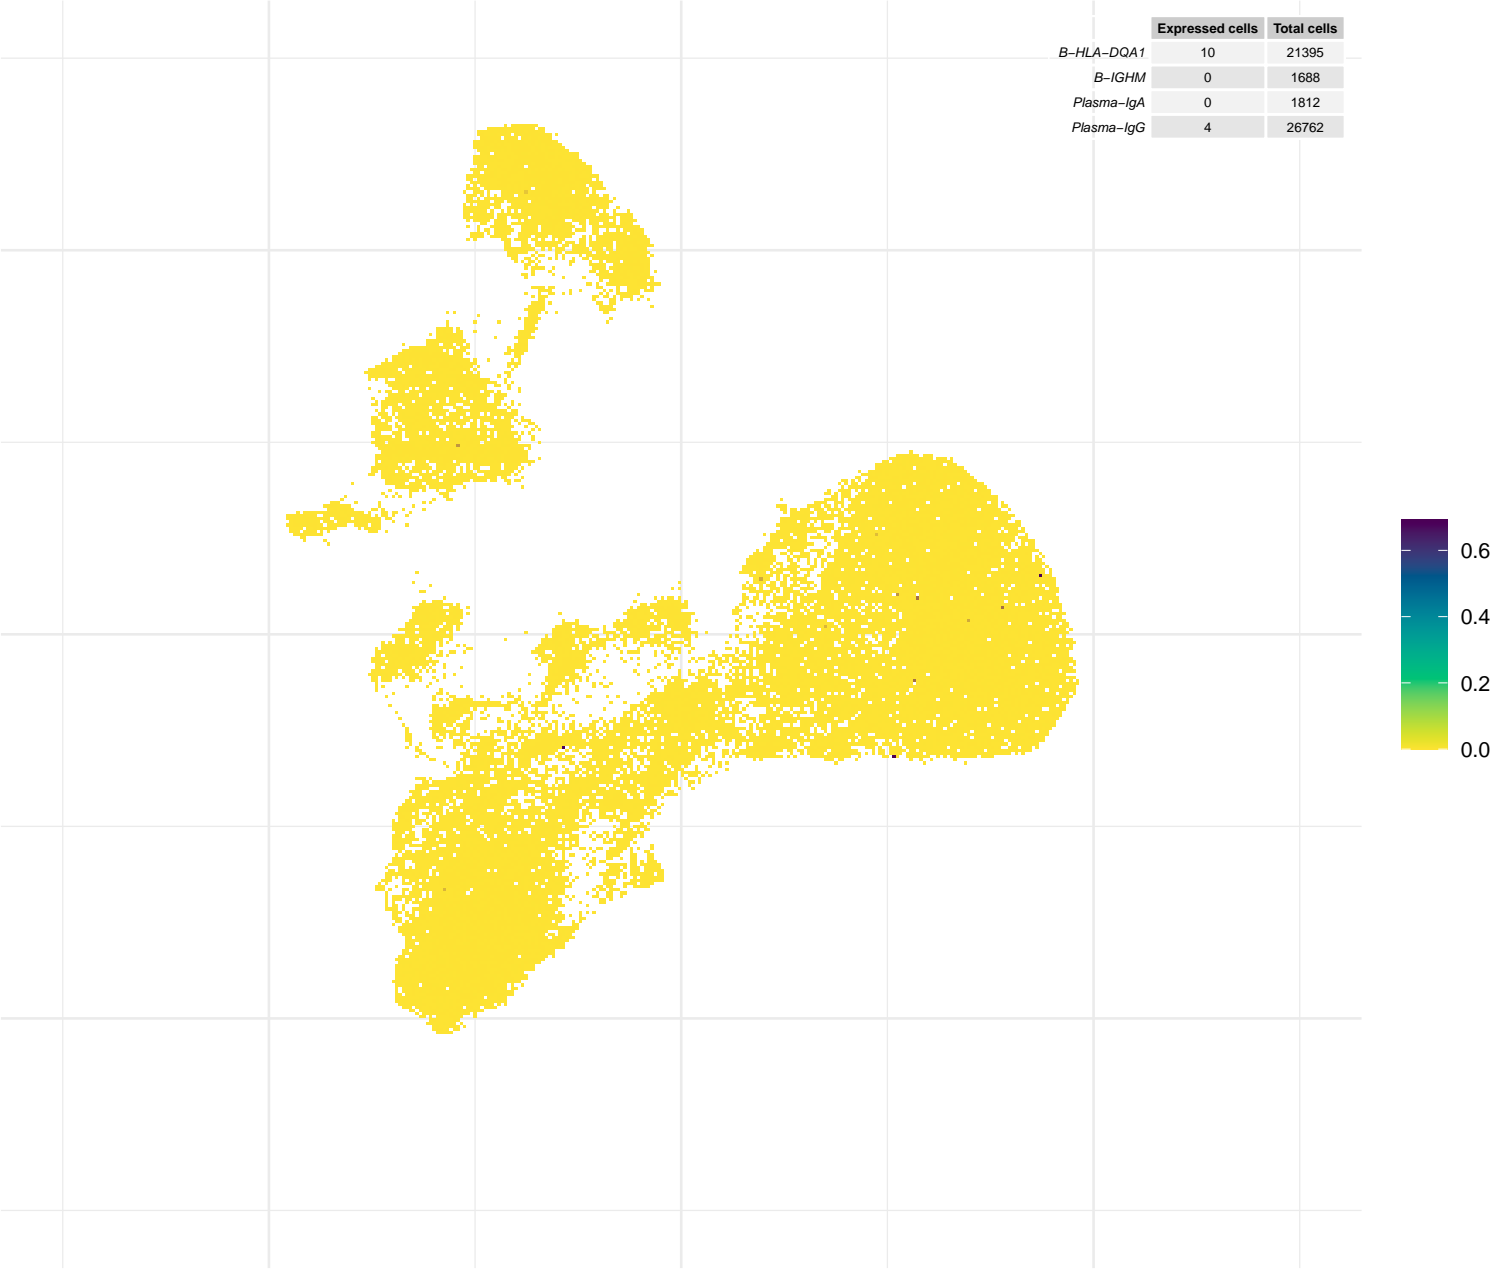 Expressed cells Total cells
B−HLA−DQA1 10 21395
B−IGHM 0 1688
Plasma−IgA 0 1812
Plasma−IgG 4 26762
0.6
0.4
0.2
0.0